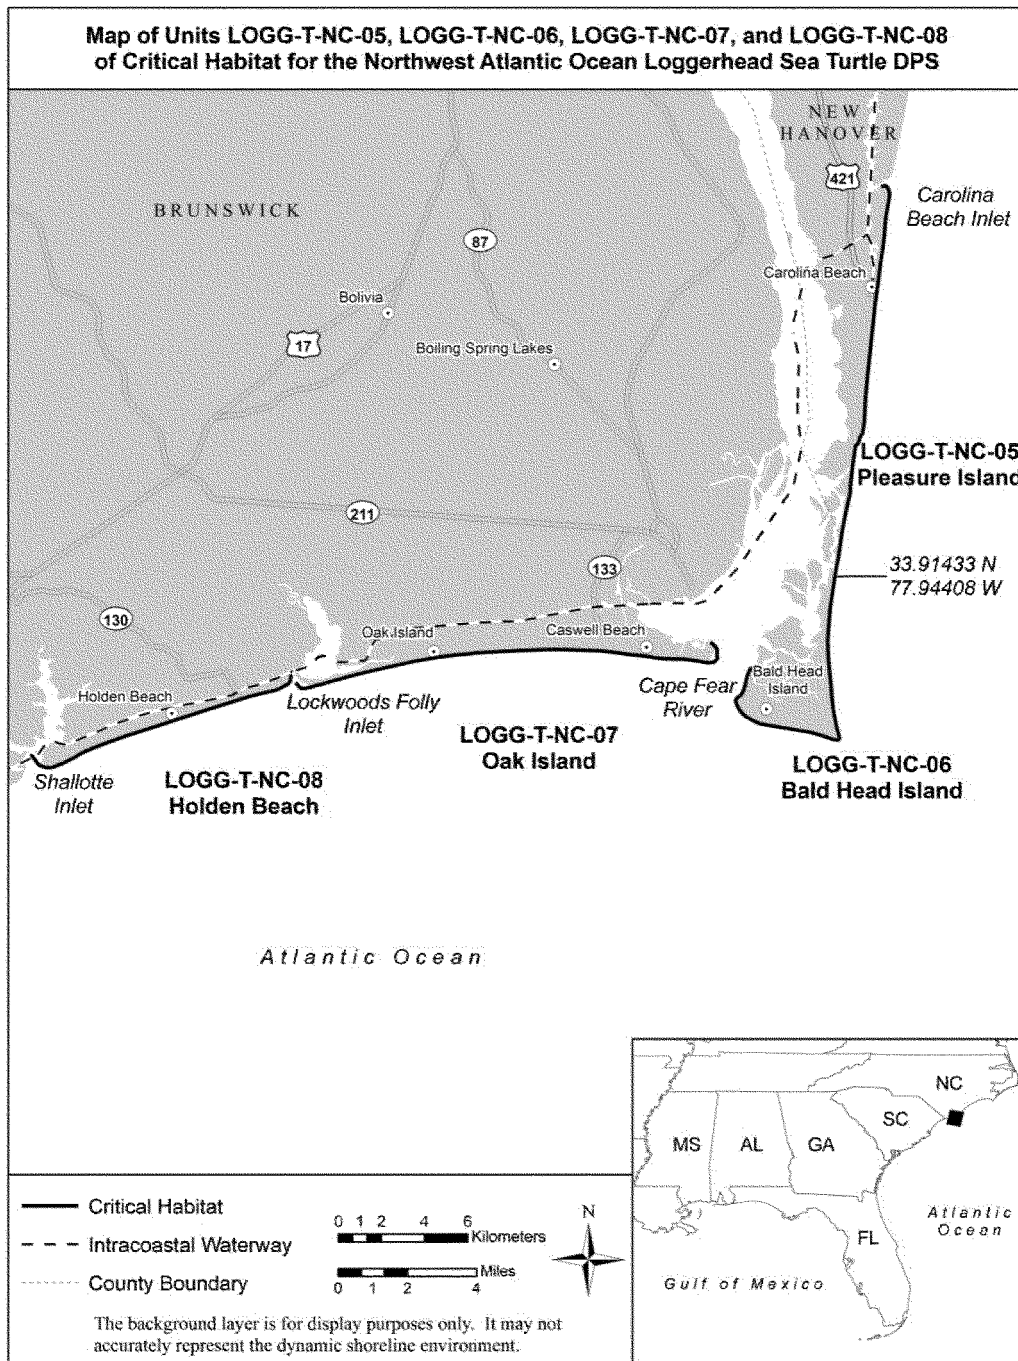 Map of Units LOGG-T-NC-05, LOGG-T-NC-06, LOGG-T-NC-07, and LOGG-T-NC-08
of Critical Habitat for the Northwest Atlantic Ocean Loggerhead Sea Turtle DPS
NEW
HANOVER
421
Carolina
Beach Inlet
BRUNSWICK
87
Carolina Beach
Bolivia
17
Boiling Spring Lakes
LOGG-T-NC-05
Pleasure Island
211
133
33.91433 N
77.94408 W
130
Oak Island
Caswell Beach
Bald Head
Island
Holden Beach
Lockwoods Folly
Inlet
Cape Fear
River
LOGG-T-NC-07
Oak Island
LOGG-T-NC-06
Bald Head Island
Shallotte
Inlet
LOGG-T-NC-08
Holden Beach
Atlantic Ocean
NC
SC
MS
AL
GA
FL
Atlantic
Ocean
Gulf of Mexico
Critical Habitat
Intracoastal Waterway
County Boundary
0 1 2 4 6
Kilometers
Miles
0 1 2 4
N
The background layer is for display purposes only. It may not
accurately represent the dynamic shoreline environment.